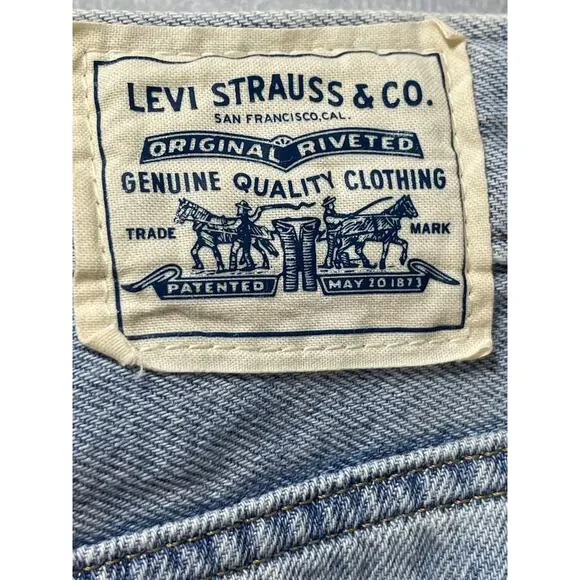 LEVI STRAUSS & CO.
SAN FRANCISCO, CAL.
ORIGINAL RIVETED
GENUINE QUALITY CLOTHING
TRADE MARK
PATENTED MAY 20 1873